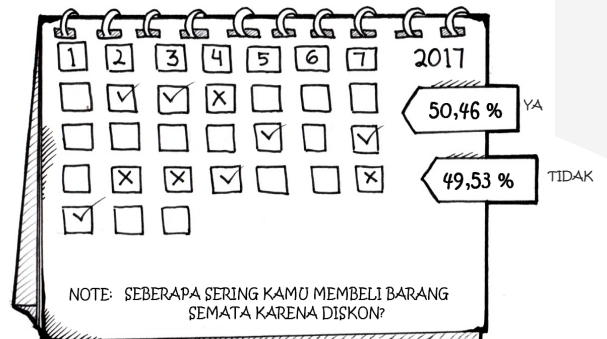 1 2 3 4 5 6 7 2017
50,46 % YA
49,53 % TIDAK
NOTE: SEBERAPA SERING KAMU MEMBELI BARANG
SEMATA KARENA DISKON?